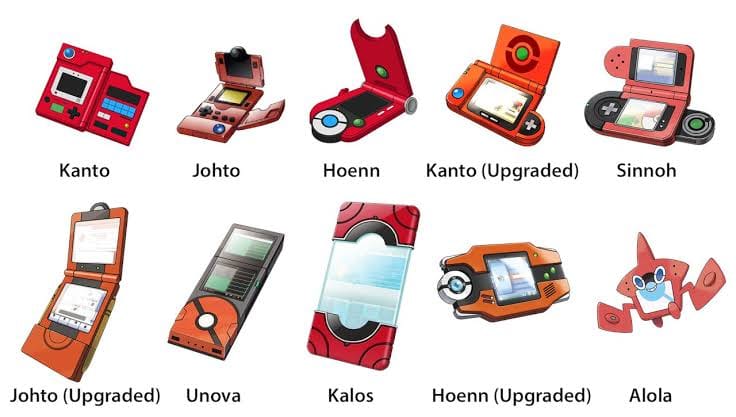 Kanto
Johto
Hoenn
Kanto (Upgraded)
Sinnoh
Johto (Upgraded)
Unova
Kalos
Hoenn (Upgraded)
Alola